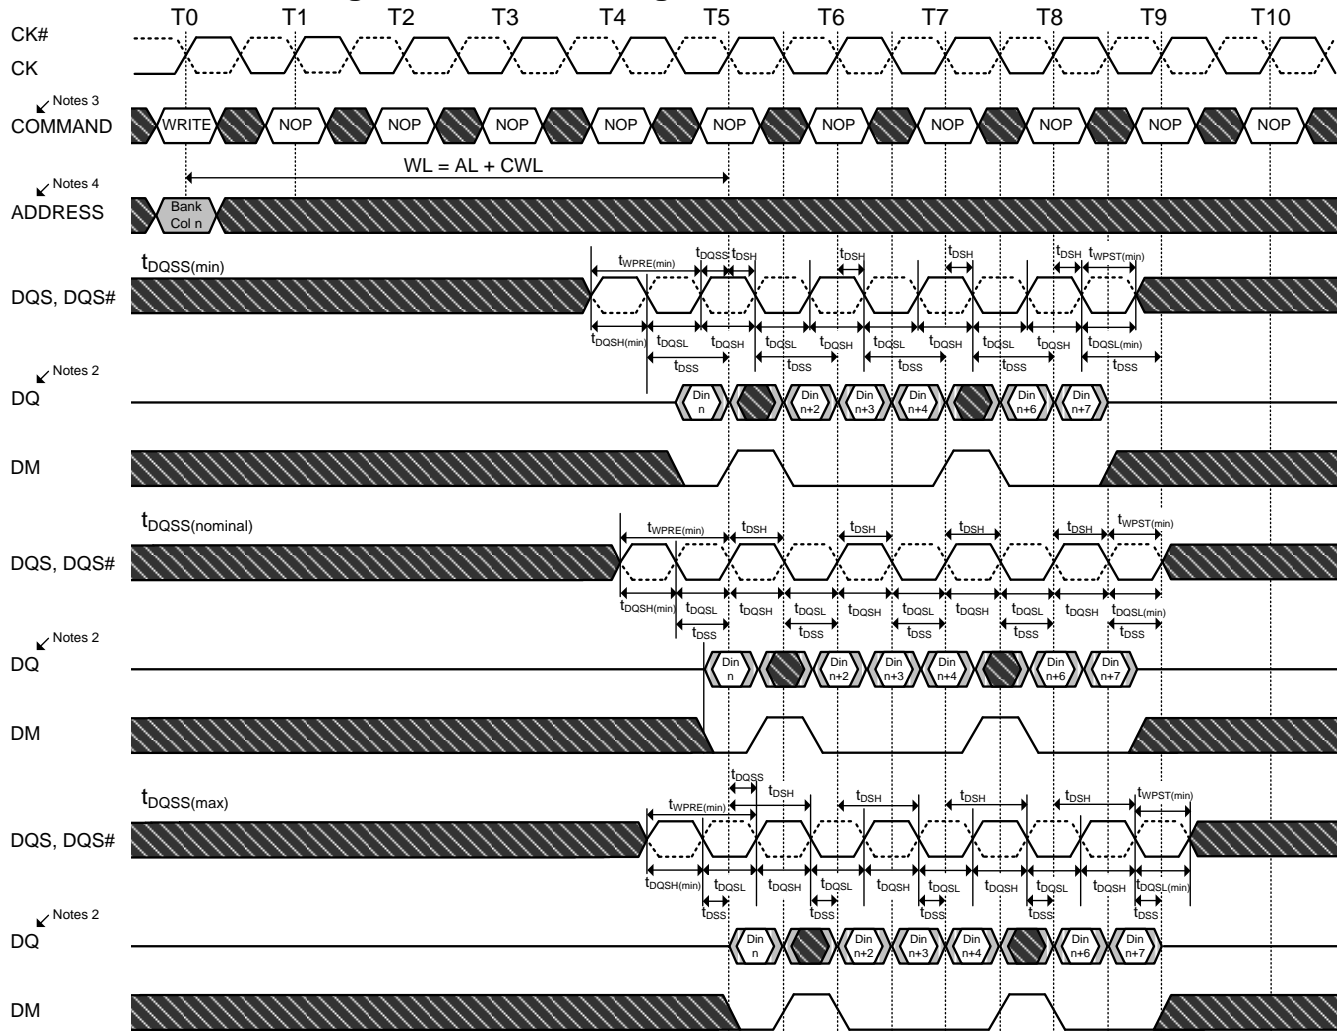 T0 T1 T2 T3 T4 T5 T6 T7 T8 T9 T10
CK#
CK
Notes 3
COMMAND WRITE NOP NOP NOP NOP NOP NOP NOP NOP NOP NOP
WL = AL + CWL
Notes 4
ADDRESS
Bank
Col n
tDQSS(min)
tWPRE(min) tDQSS tDSH tDSH tDSH tDSH tWPST(min)
DQS, DQS#
tDQSH(min) tDQSL tDQSH tDQSL tDQSH tDQSL tDQSH tDQSL tDQSH tDQSL(min)
tDSS tDSS tDSS tDSS tDSS
Notes 2
DQ
Din Din Din Din Din Din
n n+2 n+3 n+4 n+6 n+7
DM
tDQSS(nominal)
tWPRE(min) tDSH tDSH tDSH tDSH tWPST(min)
DQS, DQS#
tDQSH(min) tDQSL tDQSH tDQSL tDQSH tDQSL tDQSH tDQSL tDQSH tDQSL(min)
tDSS tDSS tDSS tDSS tDSS
Notes 2
DQ
Din Din Din Din Din Din
n n+2 n+3 n+4 n+6 n+7
DM
tDQSS
tDQSS(max)
tWPRE(min) tDSH tDSH tDSH tDSH tWPST(min)
DQS, DQS#
tDQSH(min) tDQSL tDQSH tDQSL tDQSH tDQSL tDQSH tDQSL tDQSH tDQSL(min)
tDSS tDSS tDSS tDSS tDSS
Notes 2
DQ
Din Din Din Din Din Din
n n+2 n+3 n+4 n+6 n+7
DM